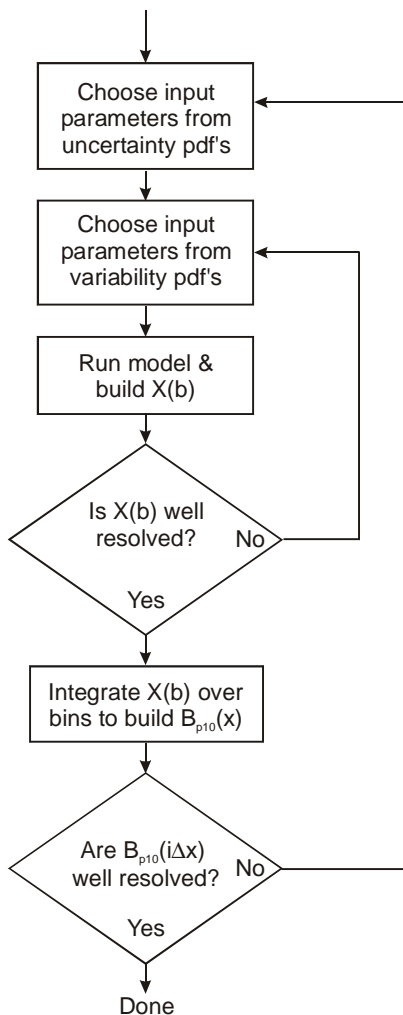 Choose input
parameters from
uncertainty pdf's
Choose input
parameters from
variability pdf's
Run model &
build X(b)
Is X(b) well
resolved?
No
Yes
Integrate X(b) over
bins to build Bp10(x)
Are Bp10(iΔx)
well resolved?
No
Yes
Done